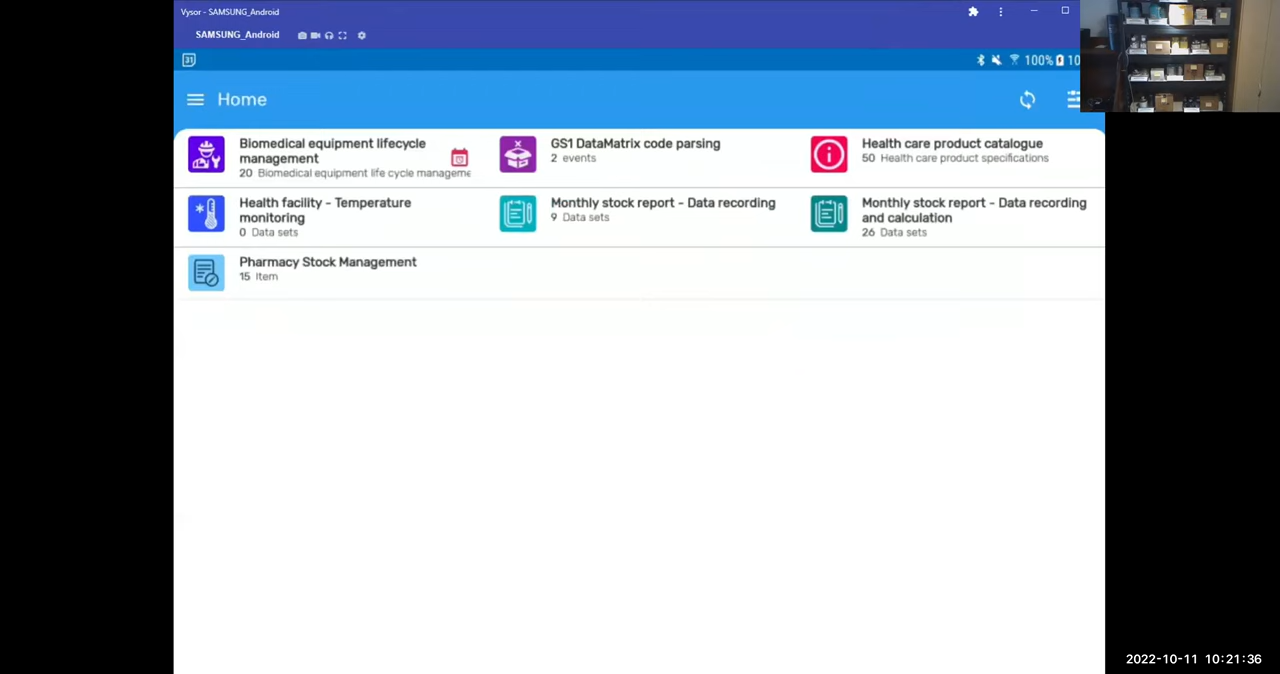 Vysor - SAMSUNG_Android
SAMSUNG_Android
31
100%
10
Home
Biomedical equipment lifecycle
management
20 Biomedical equipment life cycle manageme
GS1 DataMatrix code parsing
2 events
Health care product catalogue
50 Health care product specifications
Health facility - Temperature
monitoring
0 Data sets
Monthly stock report - Data recording
9 Data sets
Monthly stock report - Data recording
and calculation
26 Data sets
Pharmacy Stock Management
15 Item
2022-10-11 10:21:36